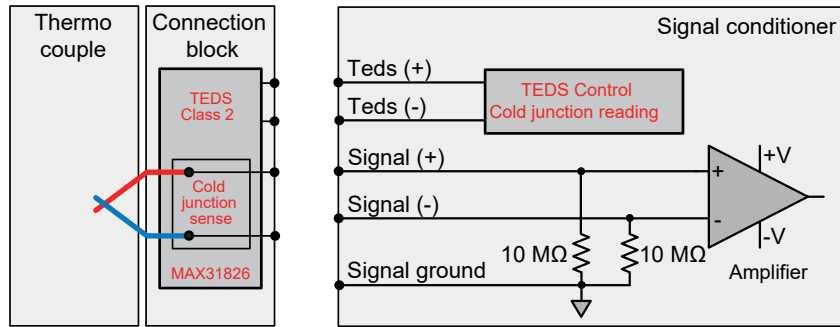 Thermo
couple
Connection
block
TEDS
Class 2
Cold
junction
sense
MAX31826
Signal conditioner
Teds (+)
Teds (-)
TEDS Control
Cold junction reading
Signal (+)
Signal (-)
Signal ground
10 MΩ
10 MΩ
+
-
+V
-V
Amplifier